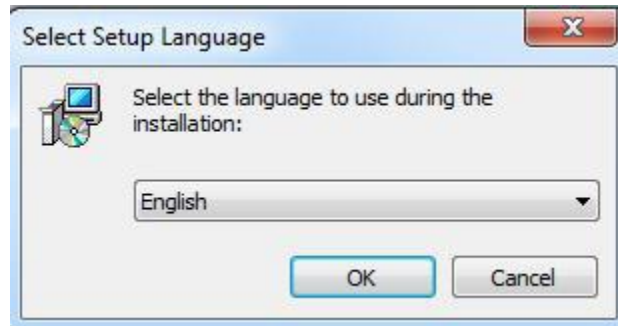 Select Setup Language
Select the language to use during the
installation:
English
OK
Cancel